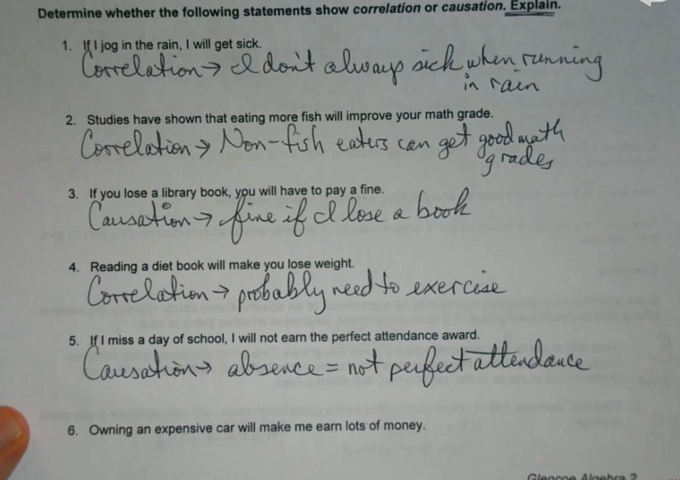 Determine whether the following statements show correlation or causation. Explain.
1. If I jog in the rain, I will get sick.
Correlation → I don't always sick when running
in rain
2. Studies have shown that eating more fish will improve your math grade.
Correlation → Non-fish eaters can get good math
grades
3. If you lose a library book, you will have to pay a fine.
Causation → fine if I lose a book
4. Reading a diet book will make you lose weight.
Correlation → probably need to exercise
5. If I miss a day of school, I will not earn the perfect attendance award.
Causation → absence = not perfect attendance
6. Owning an expensive car will make me earn lots of money.
Glencoe Algebra 2